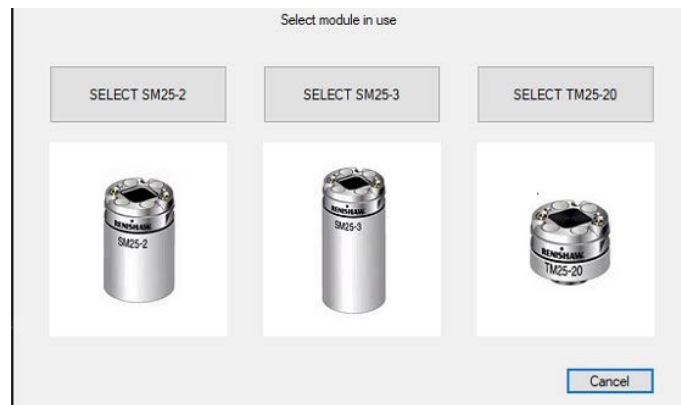 Select module in use
SELECT SM25-2
SELECT SM25-3
SELECT TM25-20
RENISHAW
SM25-2
RENISHAW
SM25-3
RENISHAW
TM25-20
Cancel